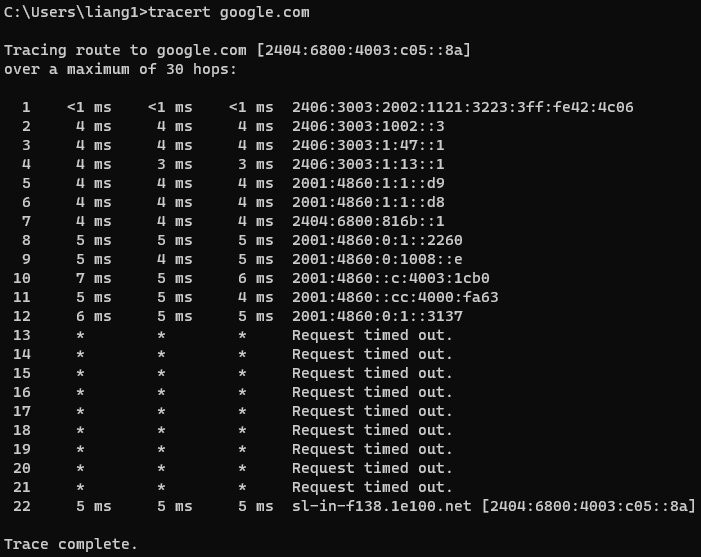 C:\Users\liang1>tracert google.com
Tracing route to google.com [2404:6800:4003:c05::8a]
over a maximum of 30 hops:
1 <1 ms <1 ms <1 ms 2406:3003:2002:1121:3223:3ff:fe42:4c06
2 4 ms 4 ms 4 ms 2406:3003:1002::3
3 4 ms 4 ms 4 ms 2406:3003:1:47::1
4 4 ms 3 ms 3 ms 2406:3003:1:13::1
5 4 ms 4 ms 4 ms 2001:4860:1:1::d9
6 4 ms 4 ms 4 ms 2001:4860:1:1::d8
7 4 ms 4 ms 4 ms 2404:6800:816b::1
8 5 ms 5 ms 5 ms 2001:4860:0:1::2260
9 5 ms 4 ms 5 ms 2001:4860:0:1008::e
10 7 ms 5 ms 6 ms 2001:4860::c:4003:1cb0
11 5 ms 5 ms 4 ms 2001:4860::cc:4000:fa63
12 6 ms 5 ms 5 ms 2001:4860:0:1::3137
13 * * * Request timed out.
14 * * * Request timed out.
15 * * * Request timed out.
16 * * * Request timed out.
17 * * * Request timed out.
18 * * * Request timed out.
19 * * * Request timed out.
20 * * * Request timed out.
21 * * * Request timed out.
22 5 ms 5 ms 5 ms sl-in-f138.1e100.net [2404:6800:4003:c05::8a]
Trace complete.